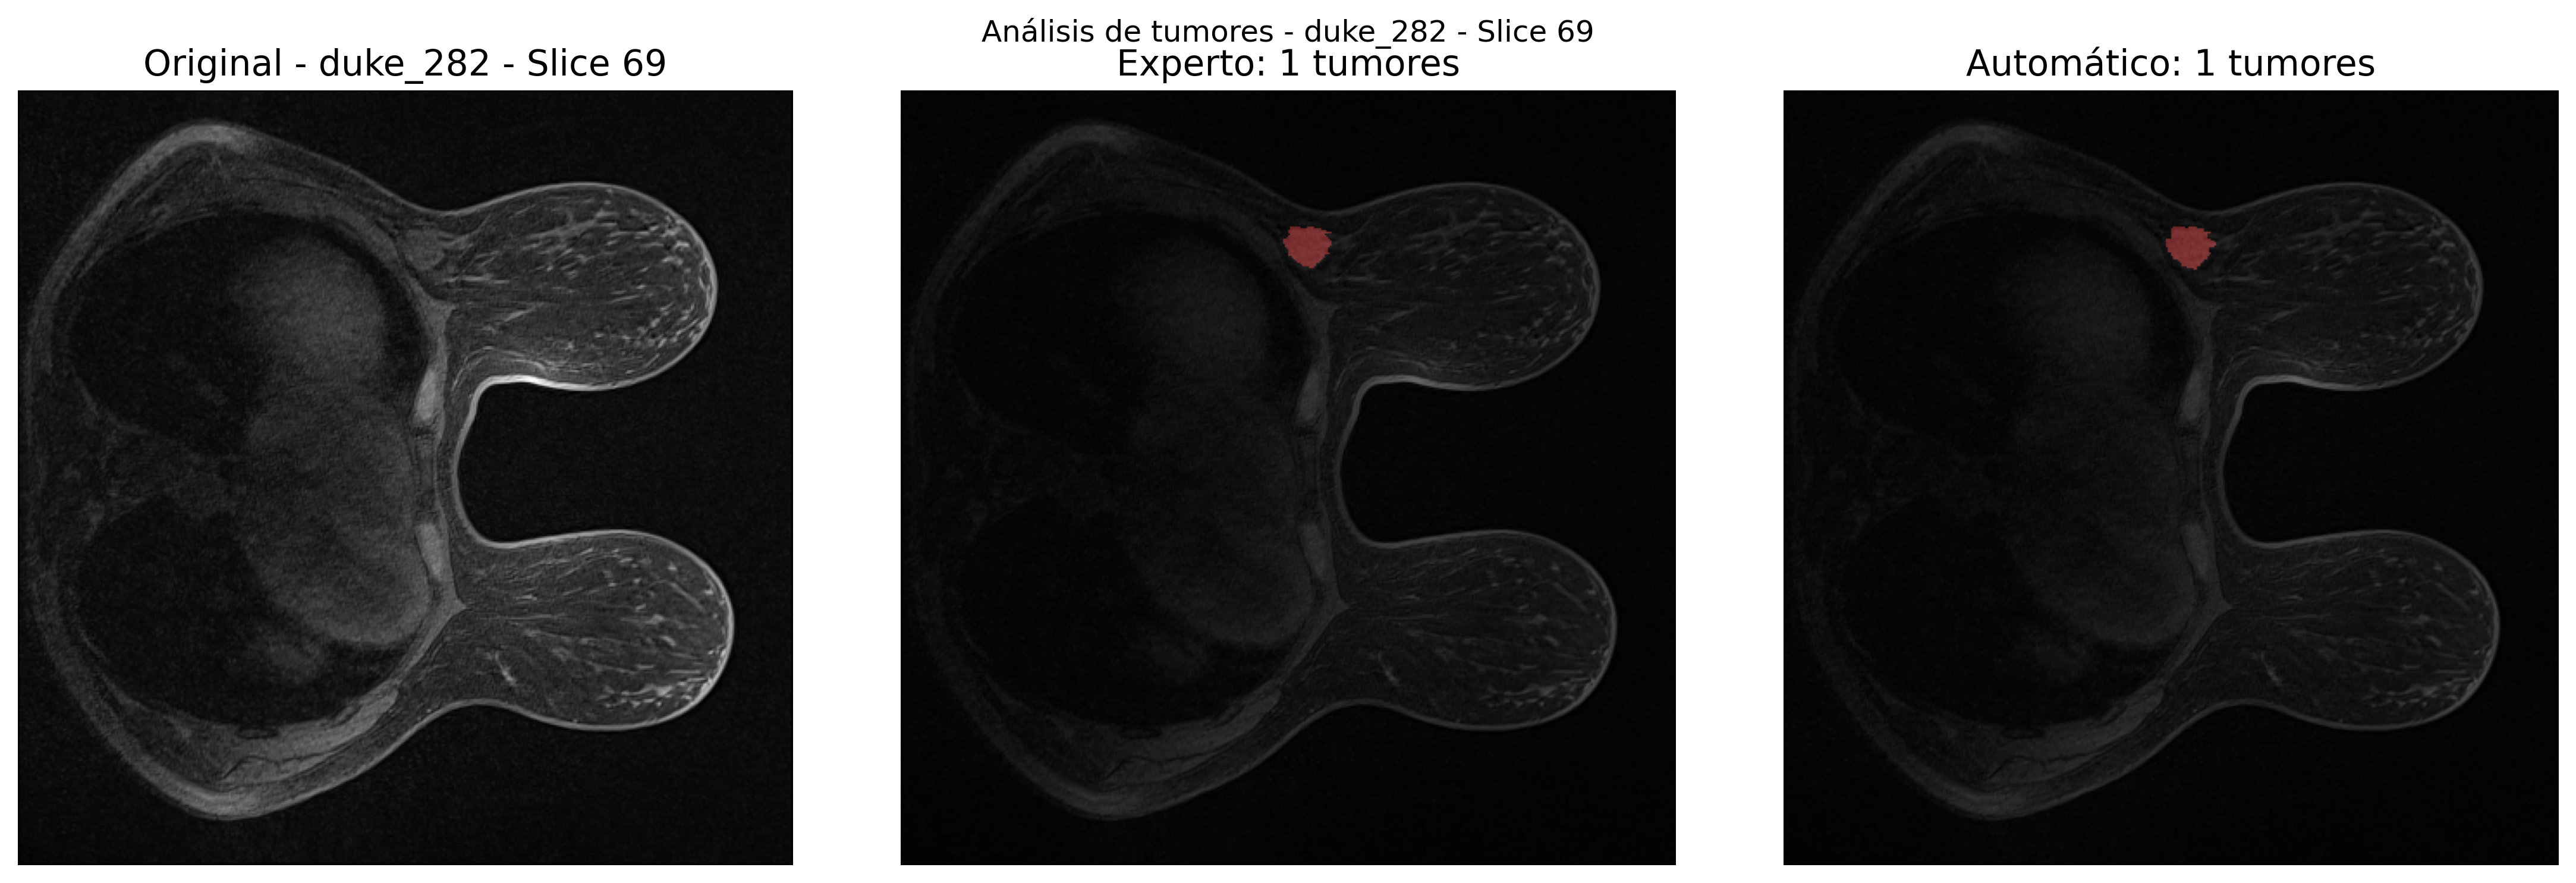 Análisis de tumores - duke_282 - Slice 69
Original - duke_282 - Slice 69
Experto: 1 tumores
Automático: 1 tumores